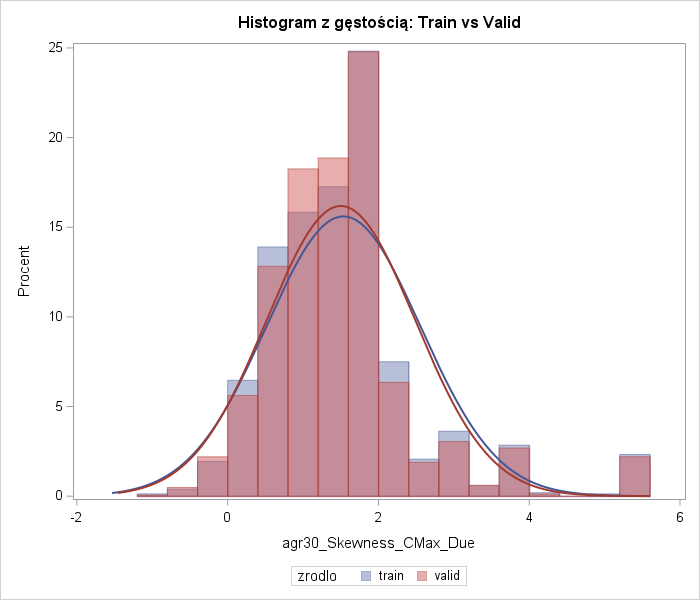 Histogram z gęstością: Train vs Valid
25
20
15
10
5
0
Procent
-2 0 2 4 6
agr30_Skewness_CMax_Due
zrodlo train valid